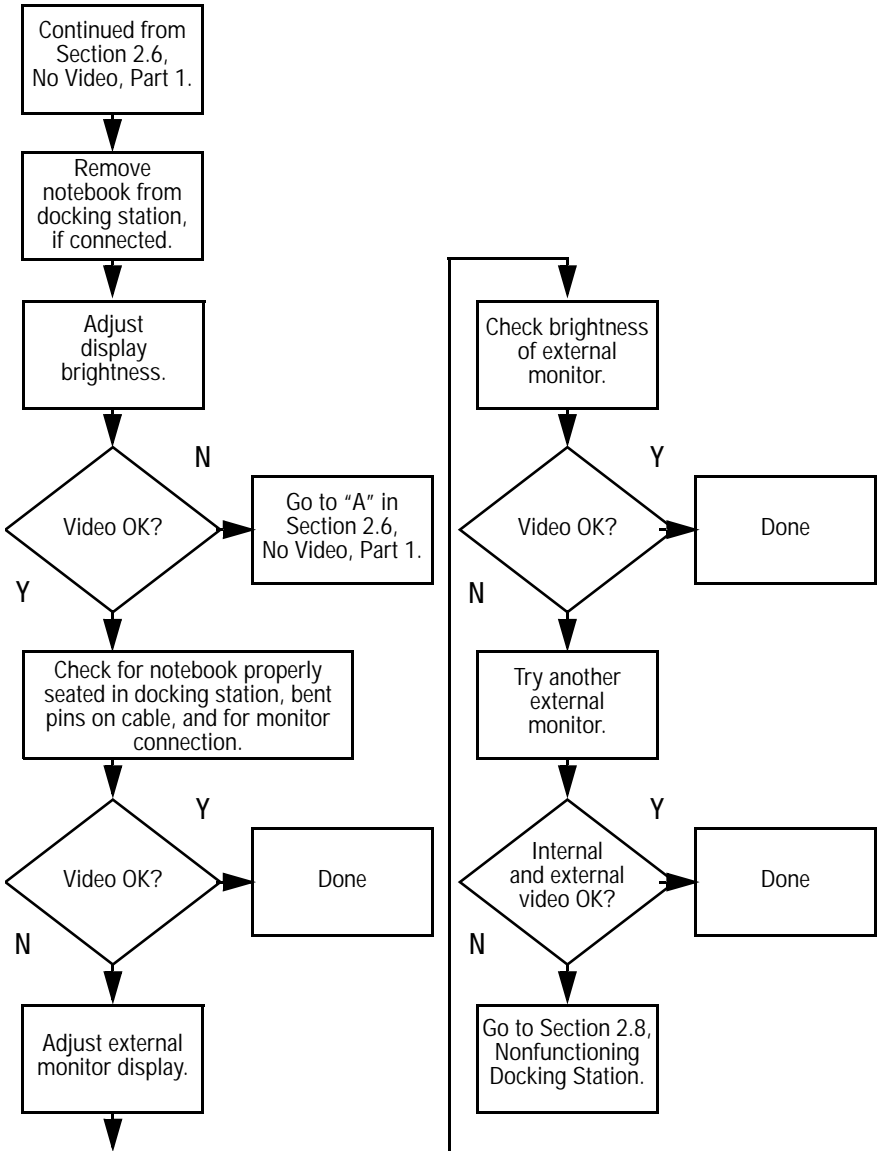 Continued from
Section 2.6,
No Video, Part 1.
Remove
notebook from
docking station,
if connected.
Adjust
display
brightness.
N
Video OK?
Go to “A” in
Section 2.6,
No Video, Part 1.
Y
Check for notebook properly
seated in docking station, bent
pins on cable, and for monitor
connection.
Y
Video OK?
Done
N
Adjust external
monitor display.
Check brightness
of external
monitor.
Y
Video OK?
Done
N
Try another
external
monitor.
Y
Internal
and external
video OK?
Done
N
Go to Section 2.8,
Nonfunctioning
Docking Station.